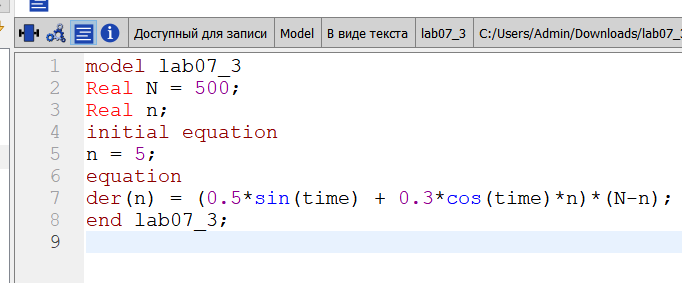 Доступный для записи Model В виде текста lab07_3 C:/Users/Admin/Downloads/lab07_
1 model lab07_3
2 Real N = 500;
3 Real n;
4 initial equation
5 n = 5;
6 equation
7 der(n) = (0.5*sin(time) + 0.3*cos(time)*n)*(N-n);
8 end lab07_3;
9